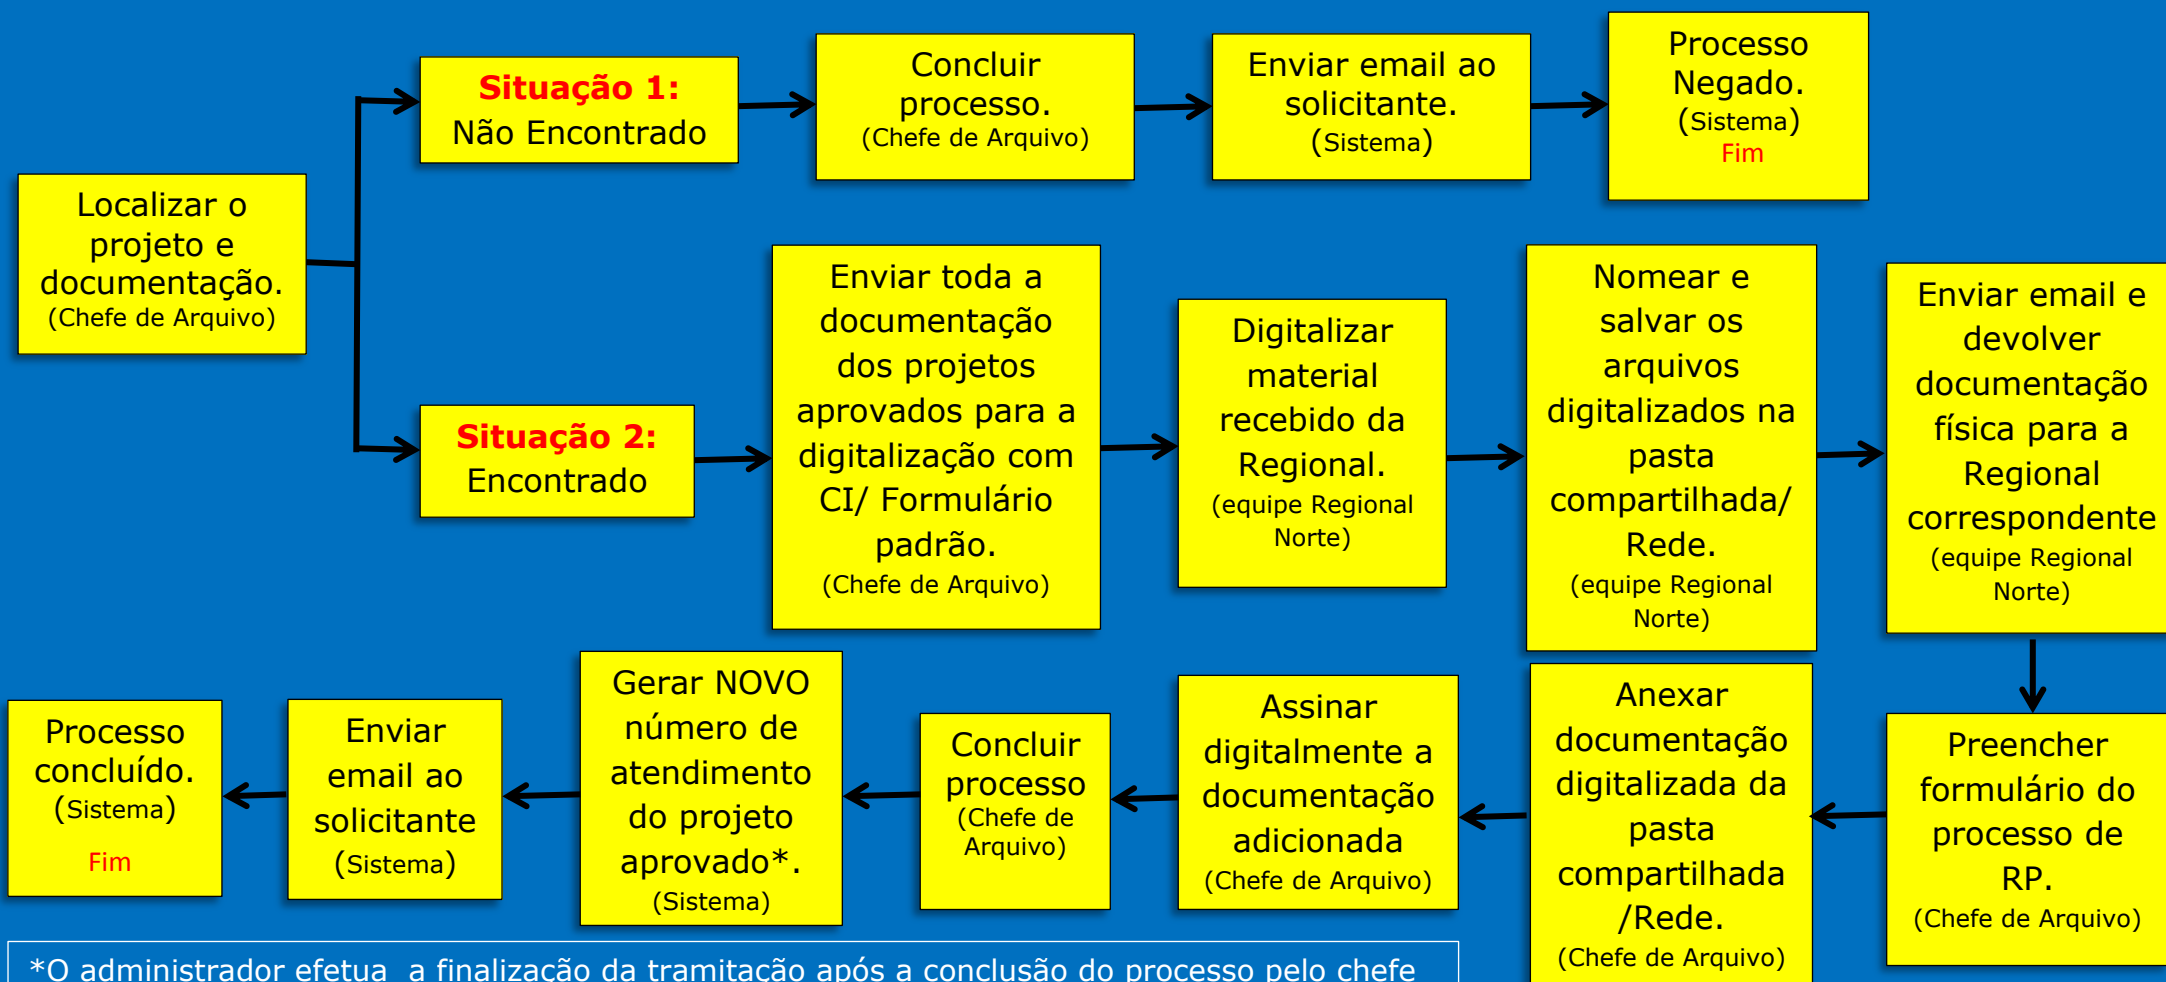 Localizar o
projeto e
documentação.
(Chefe de Arquivo)
Situação 1:
Não Encontrado
Concluir
processo.
(Chefe de Arquivo)
Enviar email ao
solicitante.
(Sistema)
Processo
Negado.
(Sistema)
Fim
Situação 2:
Encontrado
Enviar toda a
documentação
dos projetos
aprovados para a
digitalização com
CI/ Formulário
padrão.
(Chefe de Arquivo)
Digitalizar
material
recebido da
Regional.
(equipe Regional
Norte)
Nomear e
salvar os
arquivos
digitalizados na
pasta
compartilhada/
Rede.
(equipe Regional
Norte)
Enviar email e
devolver
documentação
física para a
Regional
correspondente
(equipe Regional
Norte)
Preencher
formulário do
processo de
RP.
(Chefe de Arquivo)
Anexar
documentação
digitalizada da
pasta
compartilhada
/Rede.
(Chefe de Arquivo)
Assinar
digitalmente a
documentação
adicionada
(Chefe de Arquivo)
Concluir
processo
(Chefe de
Arquivo)
Gerar NOVO
número de
atendimento
do projeto
aprovado*.
(Sistema)
Enviar
email ao
solicitante
(Sistema)
Processo
concluído.
(Sistema)
Fim
*O administrador efetua a finalização da tramitação após a conclusão do processo pelo chefe